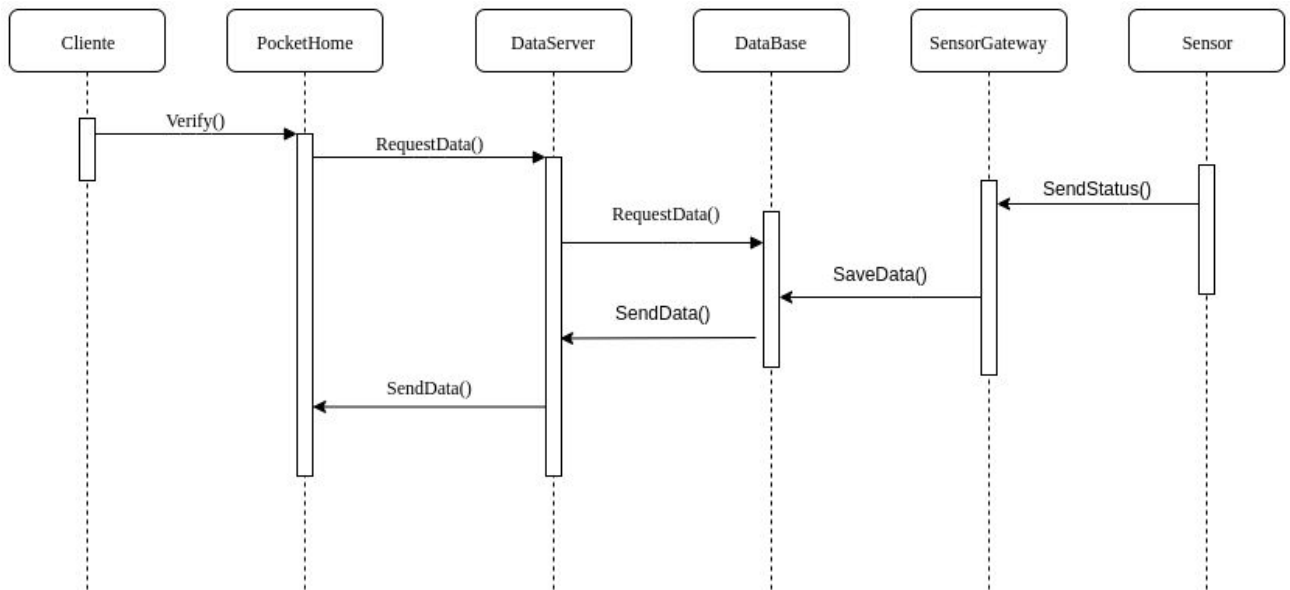 Cliente
PocketHome
DataServer
DataBase
SensorGateway
Sensor
Verify()
RequestData()
SendStatus()
RequestData()
SaveData()
SendData()
SendData()